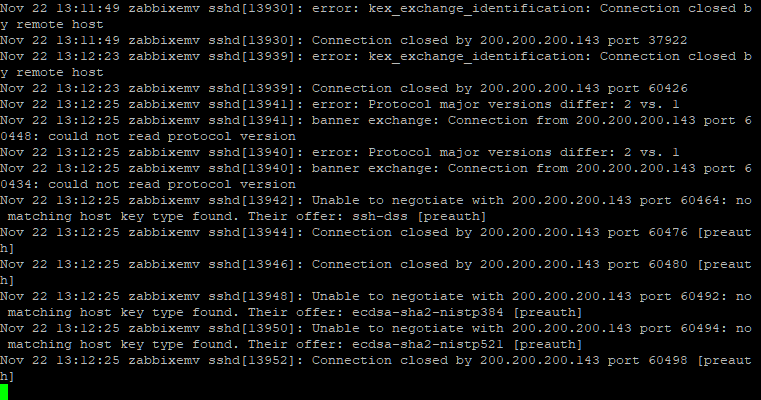 Nov 22 13:11:49 zabbixemv sshd[13930]: error: kex_exchange_identification: Connection closed b
y remote host
Nov 22 13:11:49 zabbixemv sshd[13930]: Connection closed by 200.200.200.143 port 37922
Nov 22 13:12:23 zabbixemv sshd[13939]: error: kex_exchange_identification: Connection closed b
y remote host
Nov 22 13:12:23 zabbixemv sshd[13939]: Connection closed by 200.200.200.143 port 60426
Nov 22 13:12:25 zabbixemv sshd[13941]: error: Protocol major versions differ: 2 vs. 1
Nov 22 13:12:25 zabbixemv sshd[13941]: banner exchange: Connection from 200.200.200.143 port 6
0448: could not read protocol version
Nov 22 13:12:25 zabbixemv sshd[13940]: error: Protocol major versions differ: 2 vs. 1
Nov 22 13:12:25 zabbixemv sshd[13940]: banner exchange: Connection from 200.200.200.143 port 6
0434: could not read protocol version
Nov 22 13:12:25 zabbixemv sshd[13942]: Unable to negotiate with 200.200.200.143 port 60464: no
 matching host key type found. Their offer: ssh-dss [preauth]
Nov 22 13:12:25 zabbixemv sshd[13944]: Connection closed by 200.200.200.143 port 60476 [preaut
h]
Nov 22 13:12:25 zabbixemv sshd[13946]: Connection closed by 200.200.200.143 port 60480 [preaut
h]
Nov 22 13:12:25 zabbixemv sshd[13948]: Unable to negotiate with 200.200.200.143 port 60492: no
 matching host key type found. Their offer: ecdsa-sha2-nistp384 [preauth]
Nov 22 13:12:25 zabbixemv sshd[13950]: Unable to negotiate with 200.200.200.143 port 60494: no
 matching host key type found. Their offer: ecdsa-sha2-nistp521 [preauth]
Nov 22 13:12:25 zabbixemv sshd[13952]: Connection closed by 200.200.200.143 port 60498 [preaut
h]